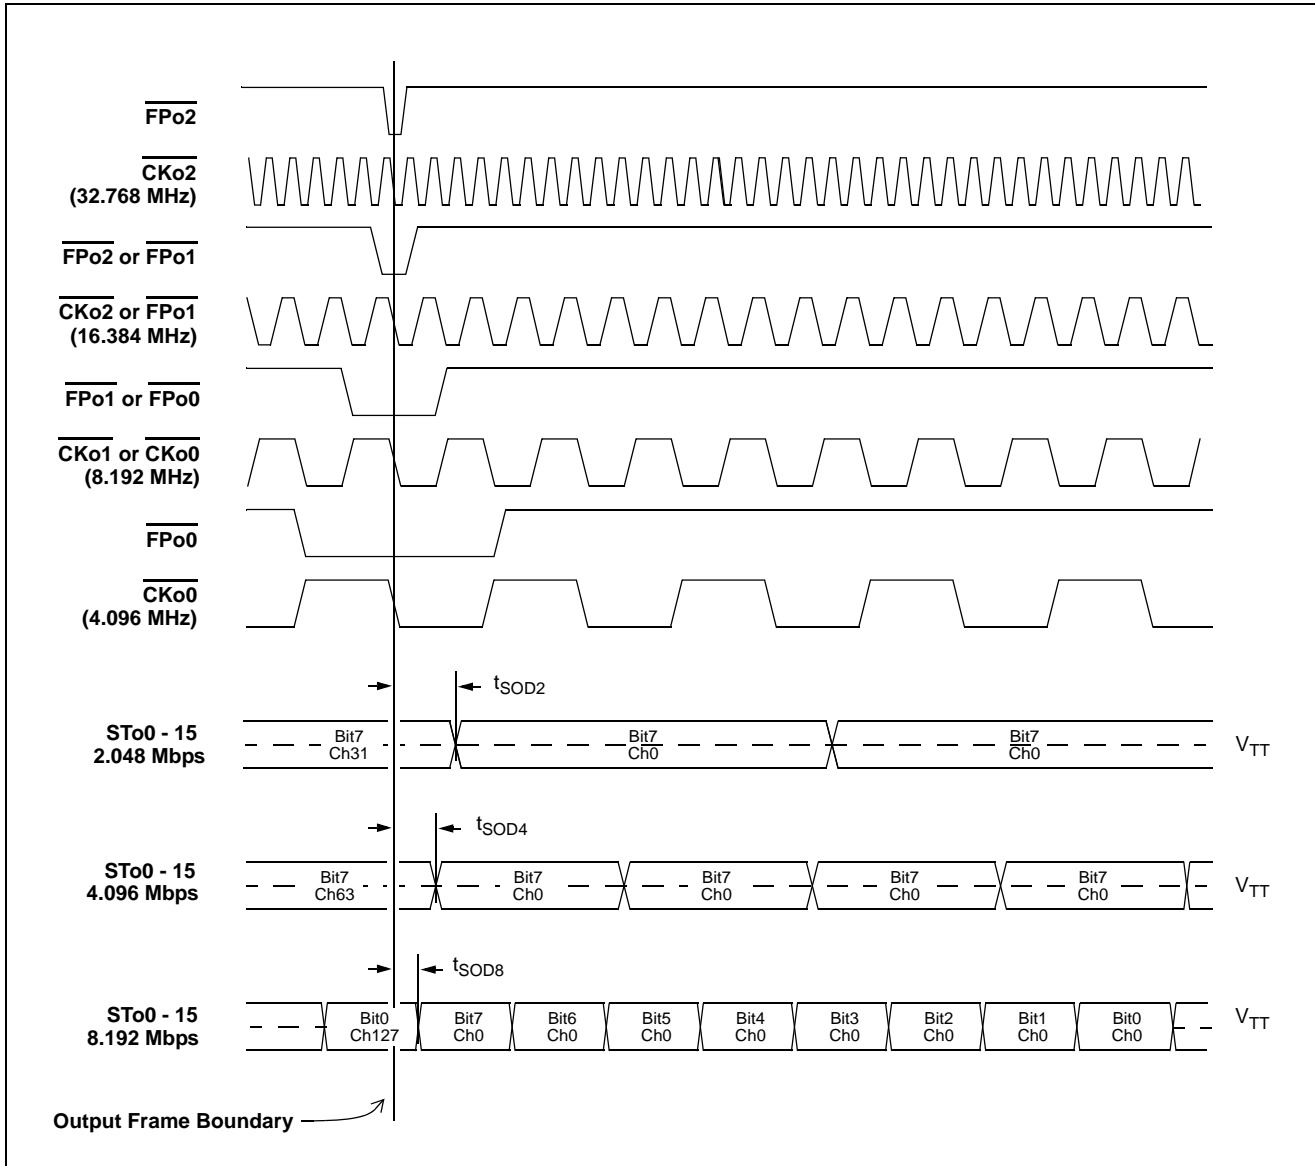 FPo2
CKo2
(32.768 MHz)
FPo2 or FPo1
CKo2 or FPo1
(16.384 MHz)
FPo1 or FPo0
CKo1 or CKo0
(8.192 MHz)
FPo0
CKo0
(4.096 MHz)
tSOD2
STo0 - 15
2.048 Mbps
Bit7 Bit7 Bit7
Ch31 Ch0 Ch0
VTT
tSOD4
STo0 - 15
4.096 Mbps
Bit7 Bit7 Bit7 Bit7 Bit7
Ch63 Ch0 Ch0 Ch0 Ch0
VTT
tSOD8
STo0 - 15
8.192 Mbps
Bit0 Bit7 Bit6 Bit5 Bit4 Bit3 Bit2 Bit1 Bit0
Ch127 Ch0 Ch0 Ch0 Ch0 Ch0 Ch0 Ch0 Ch0
VTT
Output Frame Boundary